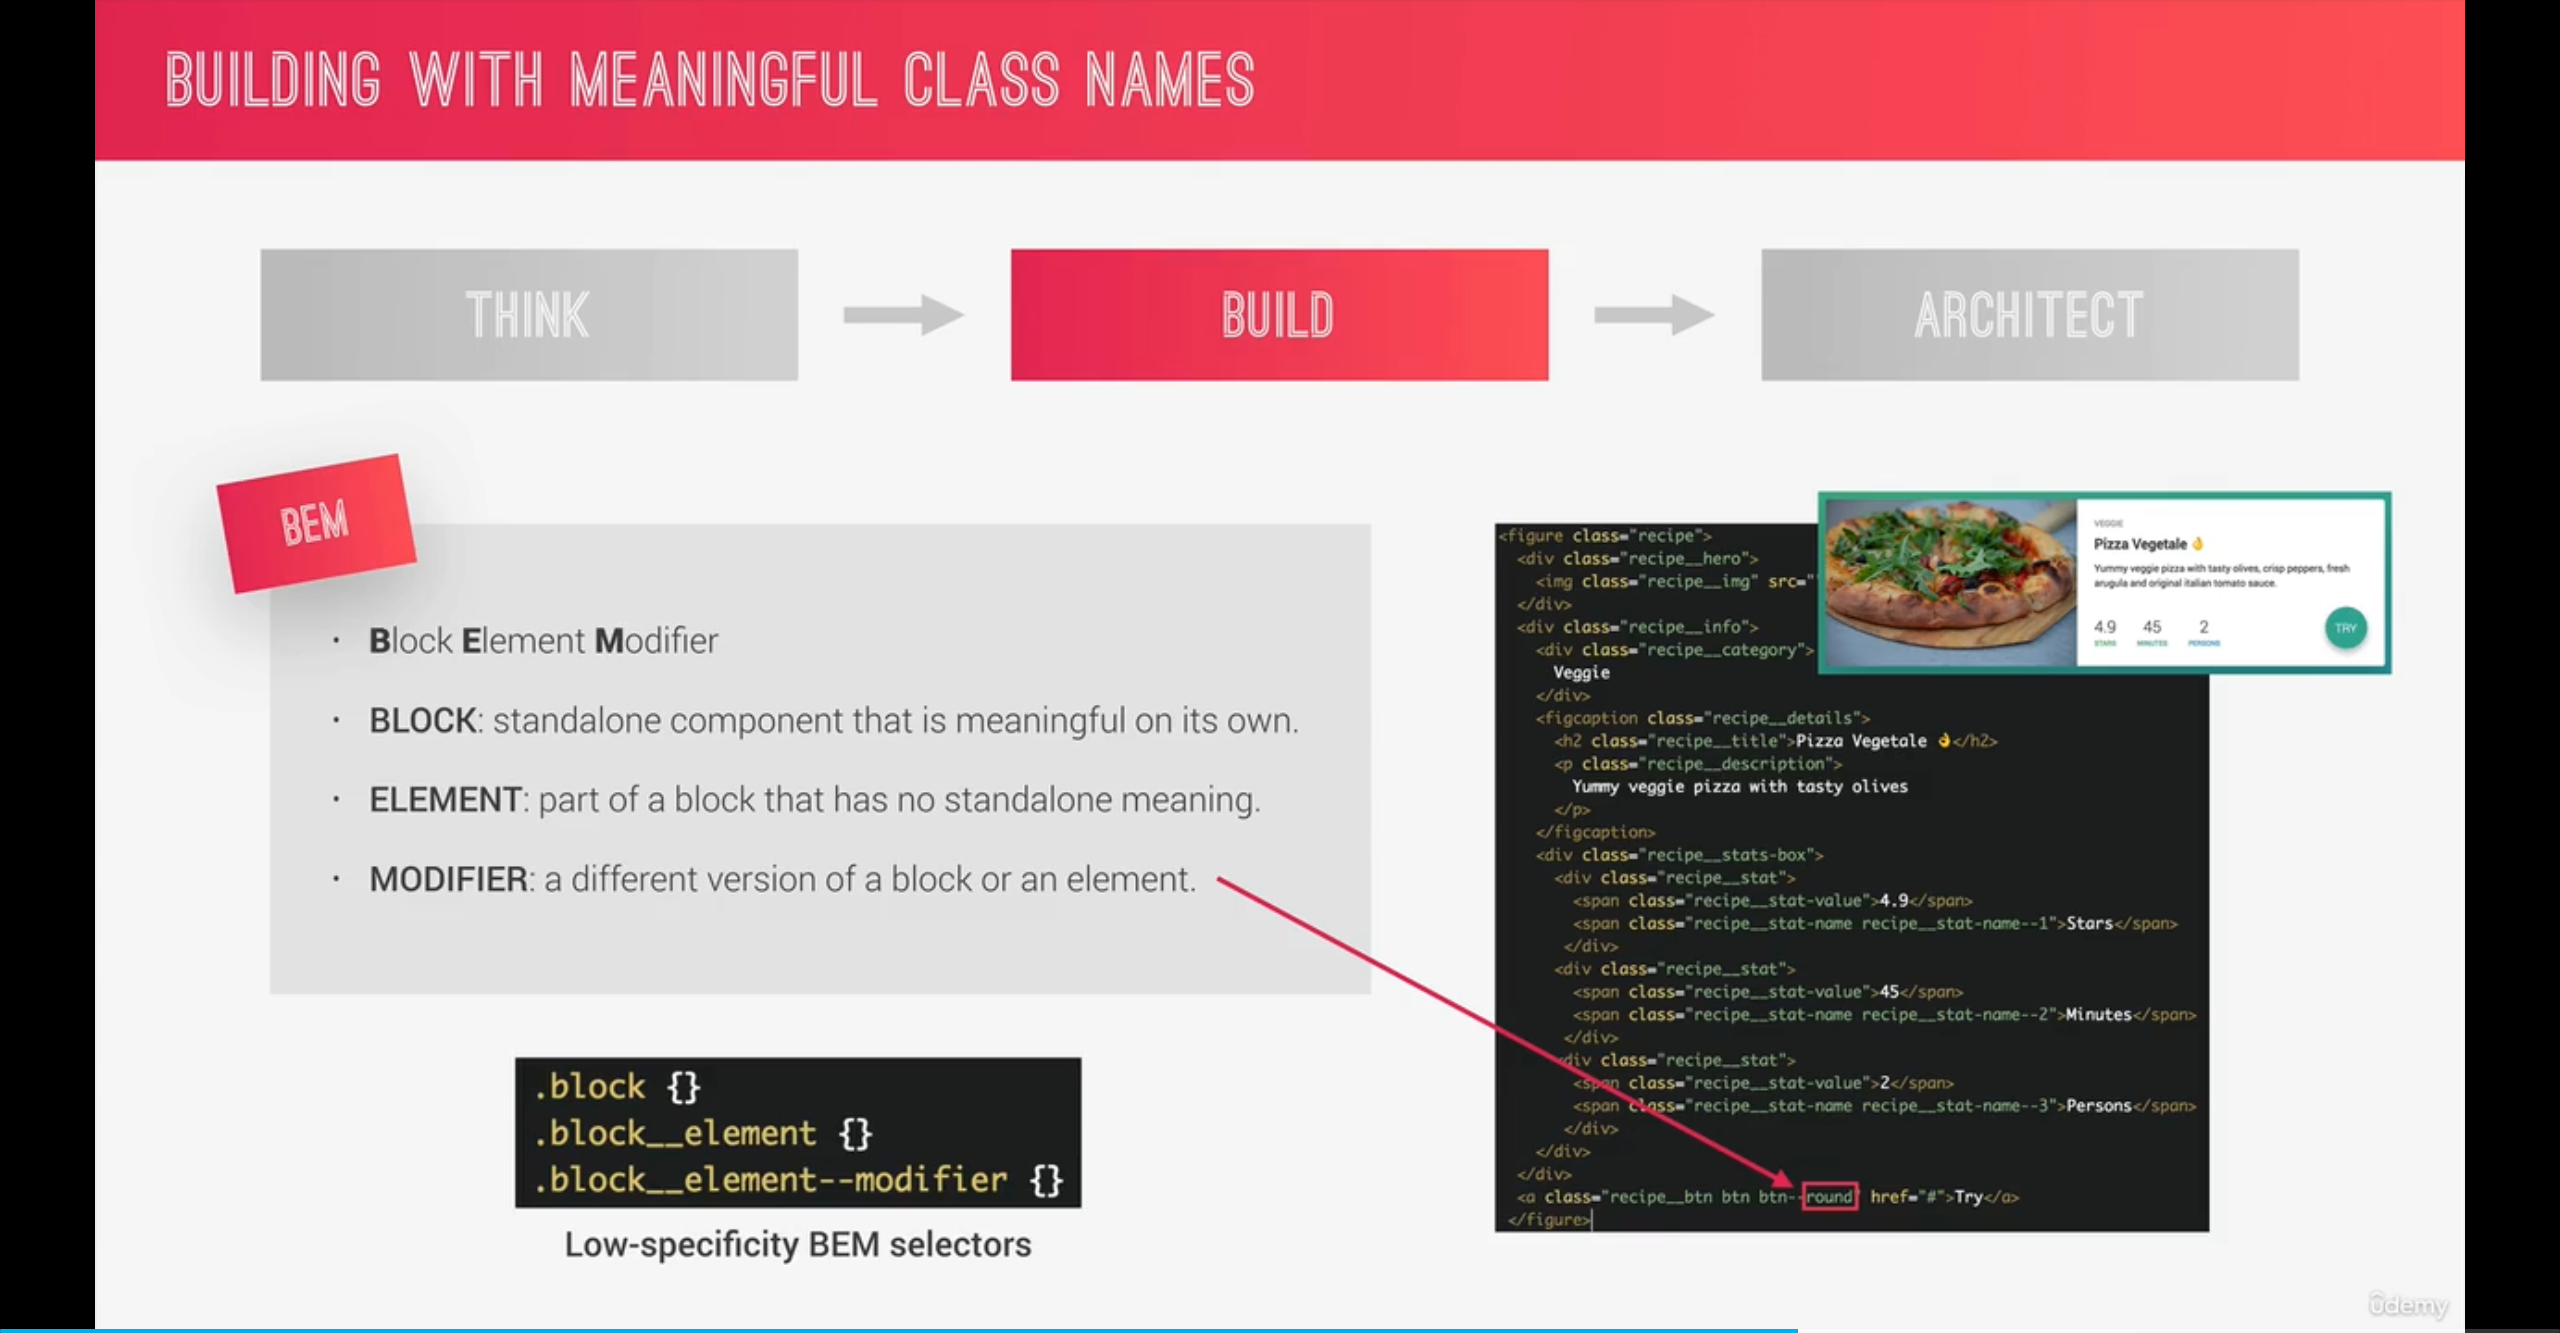 BUILDING WITH MEANINGFUL CLASS NAMES
THINK
BUILD
ARCHITECT
BEM
· Block Element Modifier
· BLOCK: standalone component that is meaningful on its own.
· ELEMENT: part of a block that has no standalone meaning.
· MODIFIER: a different version of a block or an element.
.block {}
.block__element {}
.block__element--modifier {}
Low-specificity BEM selectors
<figure class="recipe">
<div class="recipe__hero">
<img class="recipe__img" src="
</div>
<div class="recipe__info">
<div class="recipe__category">
Veggie
</div>
<figcaption class="recipe__details">
<h2 class="recipe__title">Pizza Vegetale 👌</h2>
<p class="recipe__description">
Yummy veggie pizza with tasty olives
</p>
</figcaption>
<div class="recipe__stats-box">
<div class="recipe__stat">
<span class="recipe__stat-value">4.9</span>
<span class="recipe__stat-name recipe__stat-name--1">Stars</span>
</div>
<div class="recipe__stat">
<span class="recipe__stat-value">45</span>
<span class="recipe__stat-name recipe__stat-name--2">Minutes</span>
</div>
<div class="recipe__stat">
<span class="recipe__stat-value">2</span>
<span class="recipe__stat-name recipe__stat-name--3">Persons</span>
</div>
</div>
</div>
<a class="recipe__btn btn btn--round" href="#">Try</a>
</figure>
VEGGIE
Pizza Vegetale 👌
Yummy veggie pizza with tasty olives, crisp peppers, fresh
arugula and original italian tomato sauce.
4.9 45 2
STARS MINUTES PERSONS
TRY
udemy